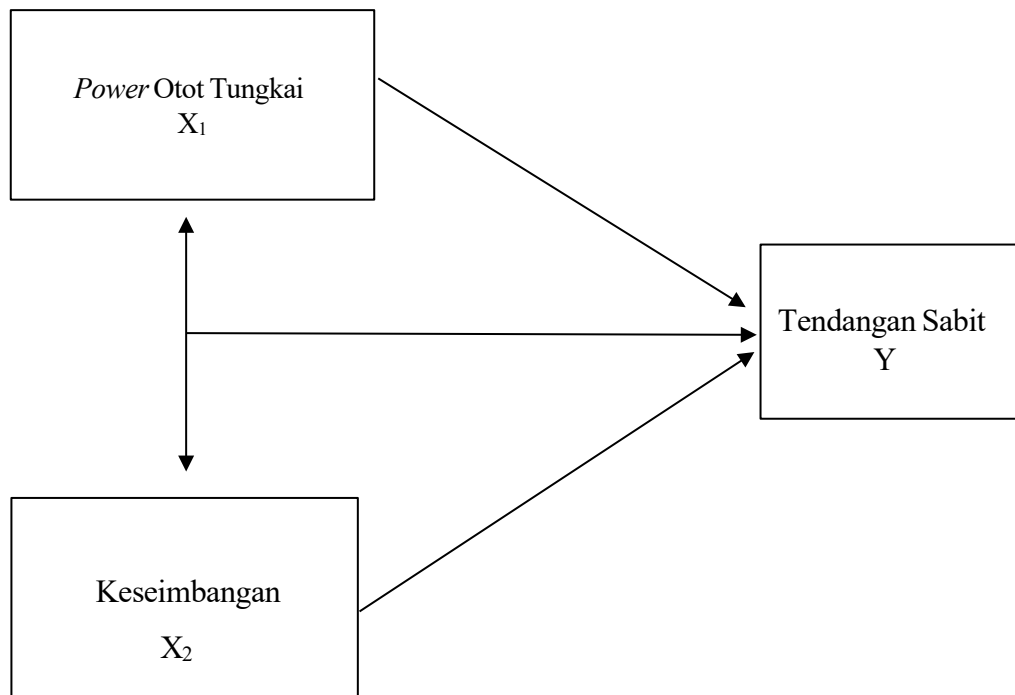 Power Otot Tungkai
X₁
Tendangan Sabit
Y
Keseimbangan
X₂